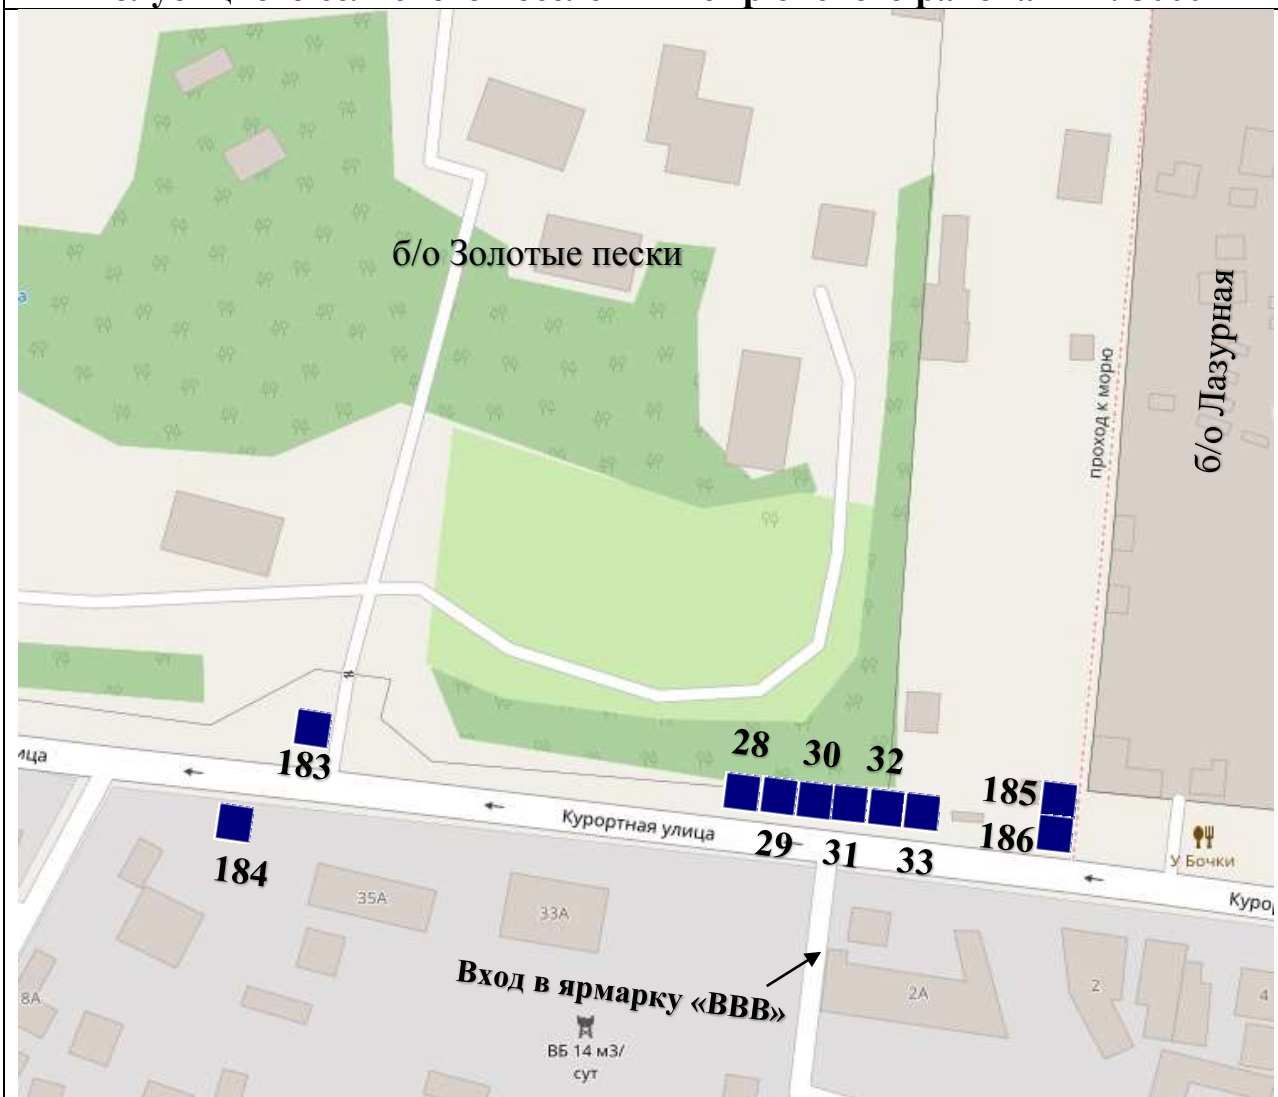 б/о Золотые пески
б/о Лазурная
проход к морю
28
30
32
183
185
186
184
29
31
33
Курортная улица
У Бочки
35А
33А
Вход в ярмарку «ВВВ»
2А
2
4
8А
ВБ 14 м3/
сут